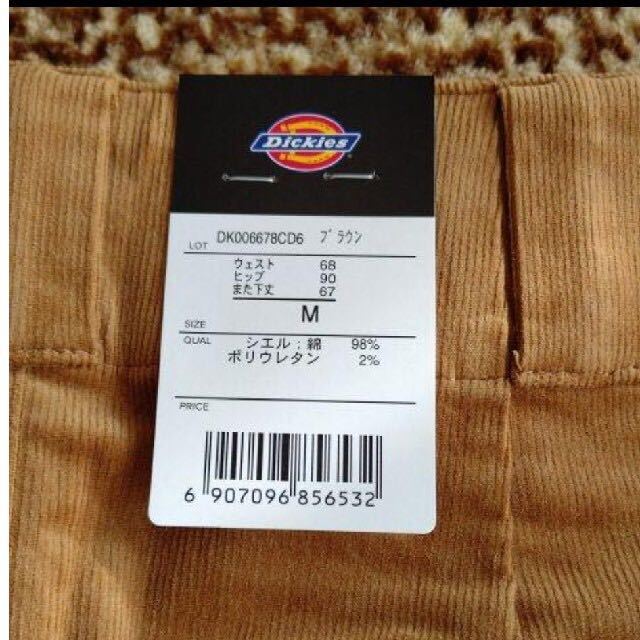 Dickies
LOT DK006678CD6 ブラウン
ウェスト 68
ヒップ 90
また下丈 67
SIZE M
QUAL シエル:綿 98%
ポリウレタン 2%
PRICE
6 907096 856532